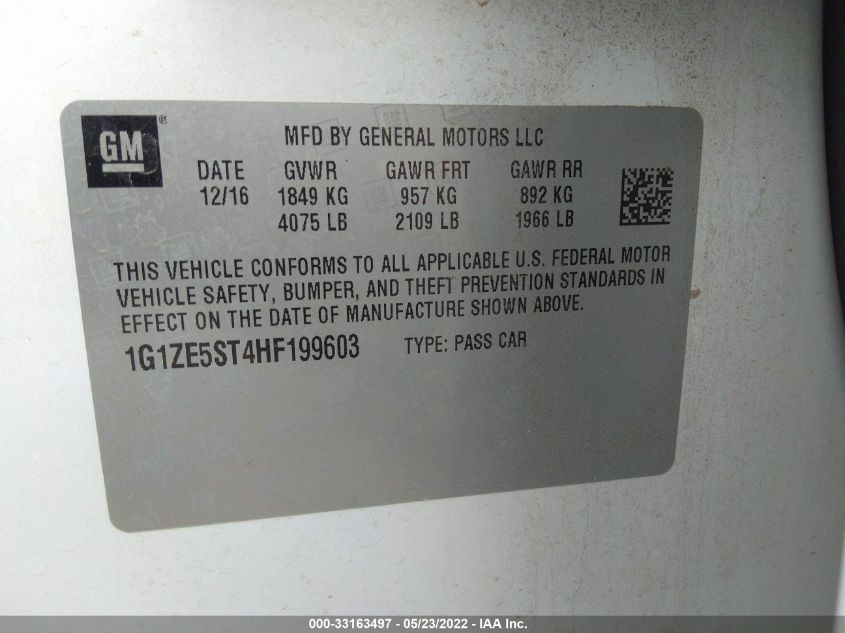 GM ®
MFD BY GENERAL MOTORS LLC
DATE GVWR GAWR FRT GAWR RR
12/16 1849 KG 957 KG 892 KG
4075 LB 2109 LB 1966 LB
THIS VEHICLE CONFORMS TO ALL APPLICABLE U.S. FEDERAL MOTOR
VEHICLE SAFETY, BUMPER, AND THEFT PREVENTION STANDARDS IN
EFFECT ON THE DATE OF MANUFACTURE SHOWN ABOVE.
1G1ZE5ST4HF199603 TYPE: PASS CAR
000-33163497 - 05/23/2022 - IAA Inc.